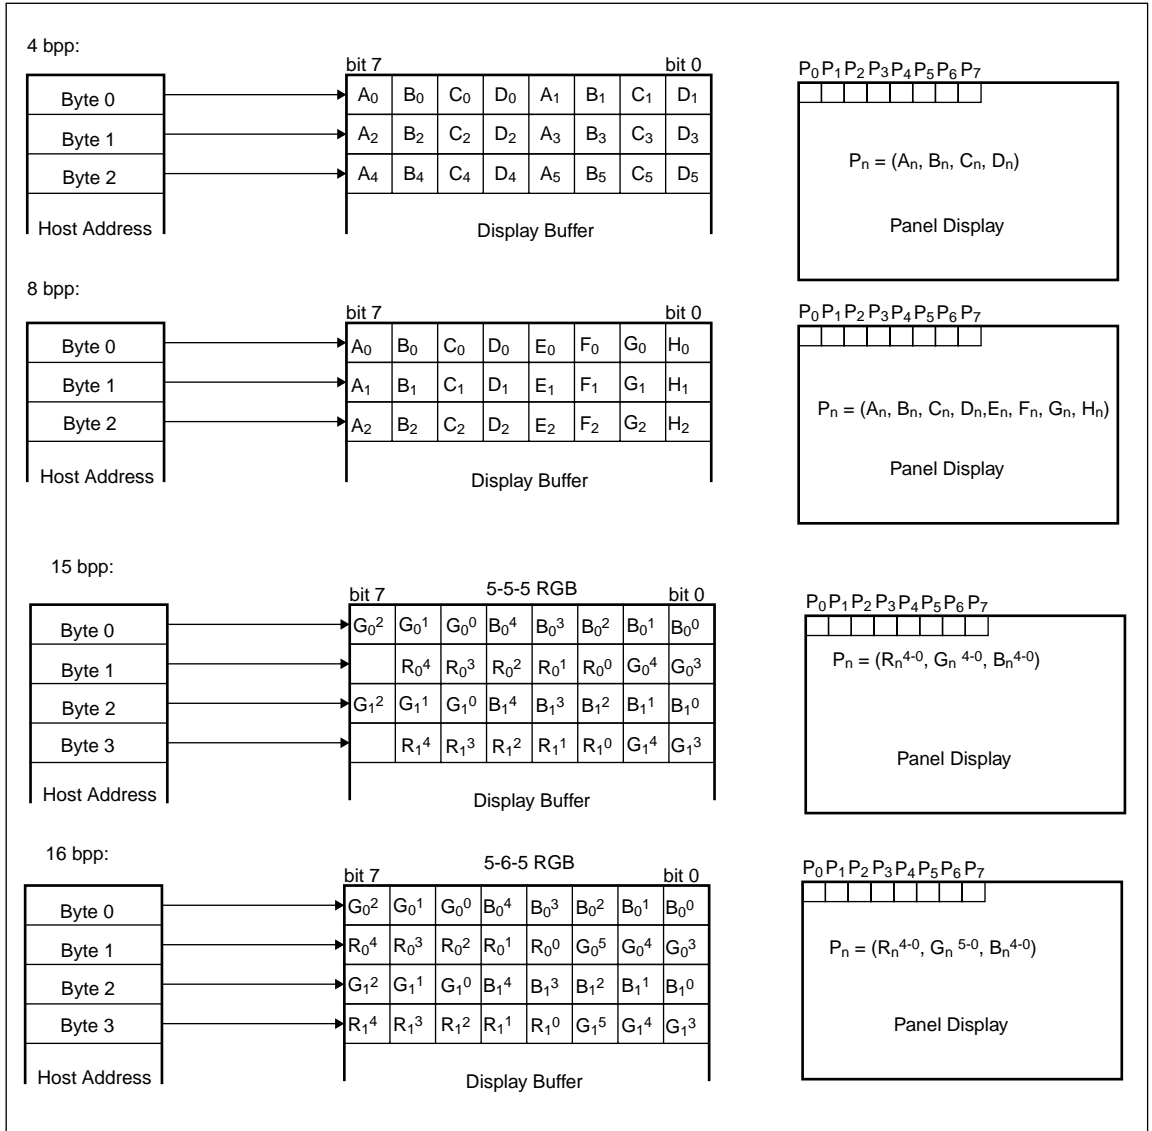 4 bpp:
bit 7 bit 0
P₀ P₁ P₂ P₃ P₄ P₅ P₆ P₇
Byte 0 A₀ B₀ C₀ D₀ A₁ B₁ C₁ D₁
Byte 1 A₂ B₂ C₂ D₂ A₃ B₃ C₃ D₃
Byte 2 A₄ B₄ C₄ D₄ A₅ B₅ C₅ D₅
Pₙ = (Aₙ, Bₙ, Cₙ, Dₙ)
Host Address Display Buffer Panel Display
8 bpp:
bit 7 bit 0
P₀ P₁ P₂ P₃ P₄ P₅ P₆ P₇
Byte 0 A₀ B₀ C₀ D₀ E₀ F₀ G₀ H₀
Byte 1 A₁ B₁ C₁ D₁ E₁ F₁ G₁ H₁
Byte 2 A₂ B₂ C₂ D₂ E₂ F₂ G₂ H₂
Pₙ = (Aₙ, Bₙ, Cₙ, Dₙ,Eₙ, Fₙ, Gₙ, Hₙ)
Host Address Display Buffer Panel Display
15 bpp:
5-5-5 RGB
bit 7 bit 0
P₀ P₁ P₂ P₃ P₄ P₅ P₆ P₇
Byte 0 G₀² G₀¹ G₀⁰ B₀⁴ B₀³ B₀² B₀¹ B₀⁰
Byte 1 R₀⁴ R₀³ R₀² R₀¹ R₀⁰ G₀⁴ G₀³
Byte 2 G₁² G₁¹ G₁⁰ B₁⁴ B₁³ B₁² B₁¹ B₁⁰
Byte 3 R₁⁴ R₁³ R₁² R₁¹ R₁⁰ G₁⁴ G₁³
Pₙ = (Rₙ⁴⁻⁰, Gₙ ⁴⁻⁰, Bₙ⁴⁻⁰)
Host Address Display Buffer Panel Display
16 bpp:
5-6-5 RGB
bit 7 bit 0
P₀ P₁ P₂ P₃ P₄ P₅ P₆ P₇
Byte 0 G₀² G₀¹ G₀⁰ B₀⁴ B₀³ B₀² B₀¹ B₀⁰
Byte 1 R₀⁴ R₀³ R₀² R₀¹ R₀⁰ G₀⁵ G₀⁴ G₀³
Byte 2 G₁² G₁¹ G₁⁰ B₁⁴ B₁³ B₁² B₁¹ B₁⁰
Byte 3 R₁⁴ R₁³ R₁² R₁¹ R₁⁰ G₁⁵ G₁⁴ G₁³
Pₙ = (Rₙ⁴⁻⁰, Gₙ ⁵⁻⁰, Bₙ⁴⁻⁰)
Host Address Display Buffer Panel Display